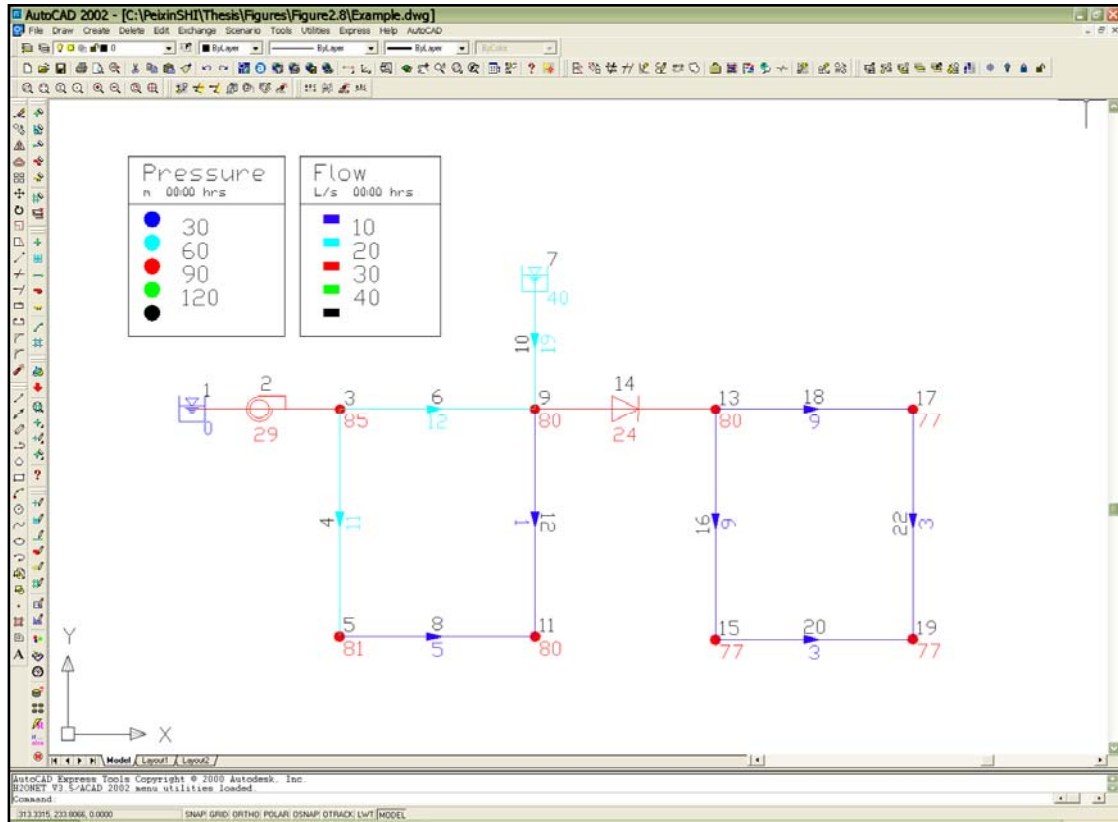 AutoCAD 2002 - [C:\PeixinSHI\Thesis\Figures\Figure2.8\Example.dwg]
File Draw Create Delete Edit Exchange Scenario Tools Utilities Express Help AutoCAD
0 ByLayer ByLayer ByLayer ByColor
Pressure
m 00:00 hrs
30
60
90
120
Flow
L/s 00:00 hrs
10
20
30
40
7
40
10 19
1 2 3 6 9 14 13 18 17
0 29 85 12 80 24 80 9 77
4 11 1 12 16 9 22 3
5 8 11 15 20 19
81 5 80 77 3 77
Y
X
Model Layout1 Layout2
AutoCAD Express Tools Copyright © 2000 Autodesk, Inc.
H2ONET V3.5/ACAD 2002 menu utilities loaded.
Command:
313.3315, 233.8066, 0.0000 SNAP GRID ORTHO POLAR OSNAP OTRACK LWT MODEL